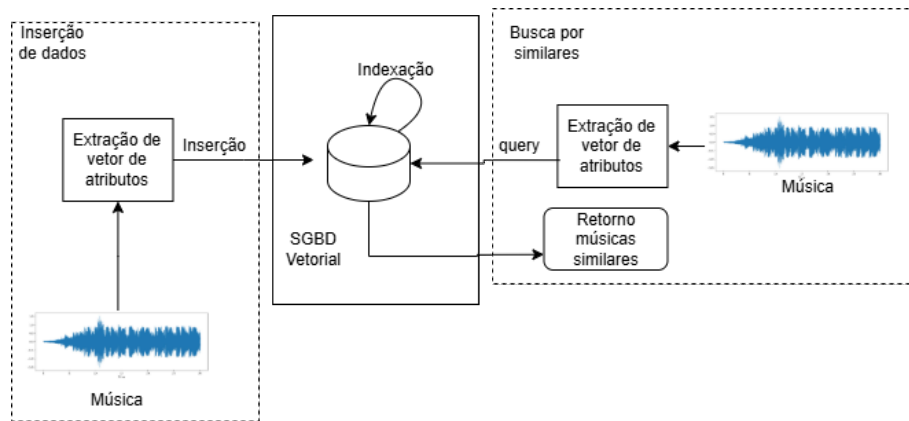 Inserção
de dados
Extração de
vetor de
atributos
Inserção
Música
Indexação
SGBD
Vetorial
Busca por
similares
query
Extração de
vetor de
atributos
Música
Retorno
músicas
similares